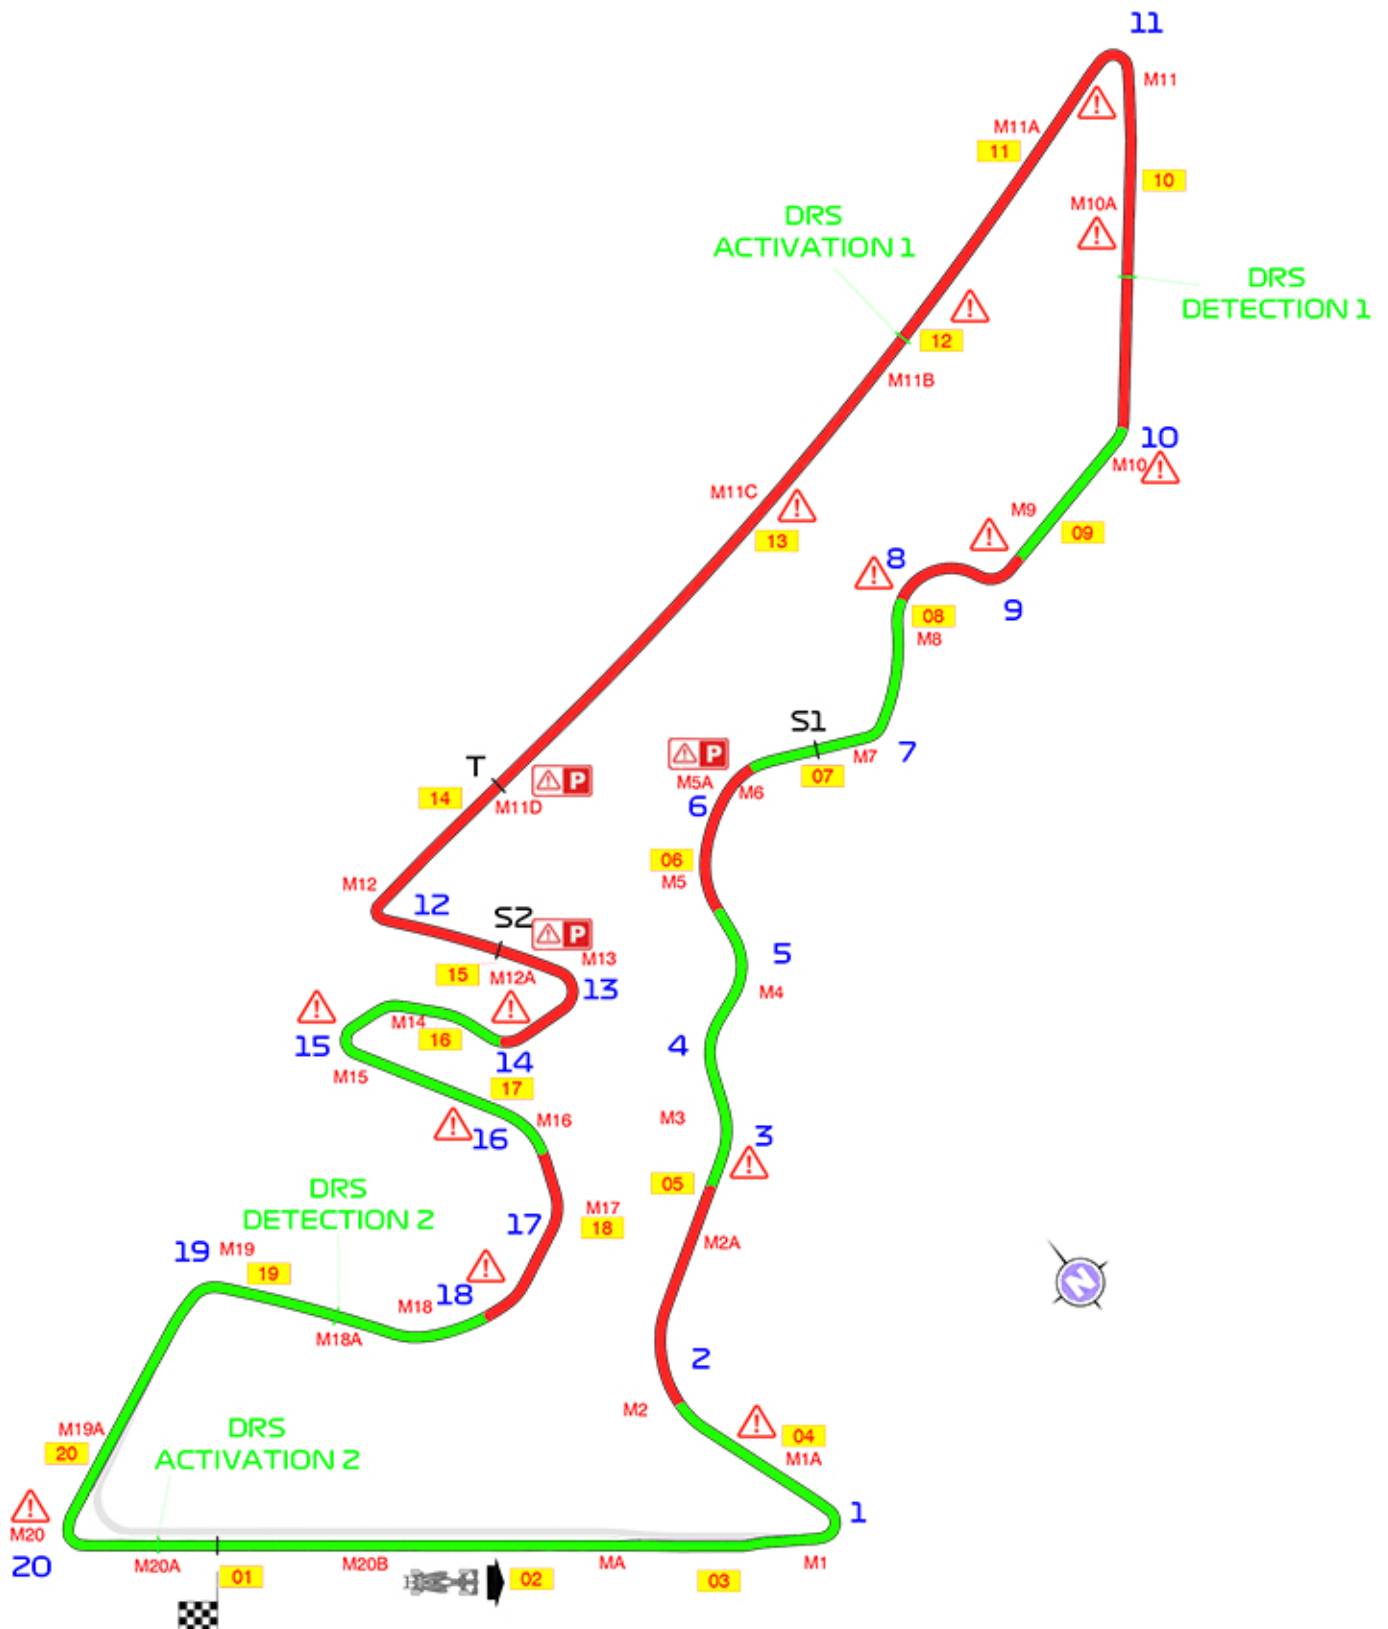 11
M11
M11A
11
10
M10A
DRS
ACTIVATION 1
DRS
DETECTION 1
12
M11B
10
M10
M11C
M9
13
09
8
9
08
M8
S1
7
M7
T
M5A
M6
07
P
P
14
M11D
6
06
M5
M12
12
S2
P
M13
5
15
M12A
13
M4
M14
16
15
14
4
M15
17
M16
M3
16
3
05
DRS
DETECTION 2
M17
18
17
M2A
19
M19
19
M18
18
M18A
N
2
M2
M19A
20
DRS
ACTIVATION 2
04
M1A
1
M20
20
M20A
01
M20B
02
MA
03
M1